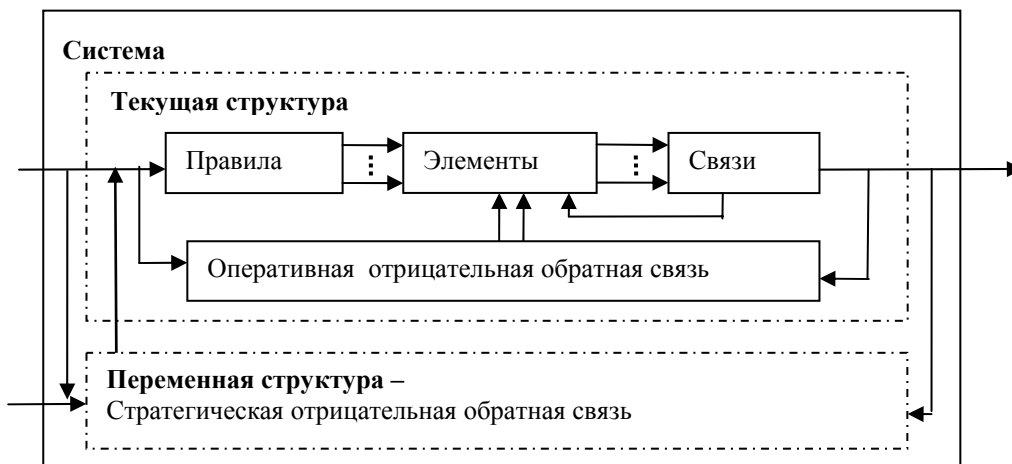 Система
Текущая структура
Правила
Элементы
Связи
Оперативная отрицательная обратная связь
Переменная структура –
Стратегическая отрицательная обратная связь